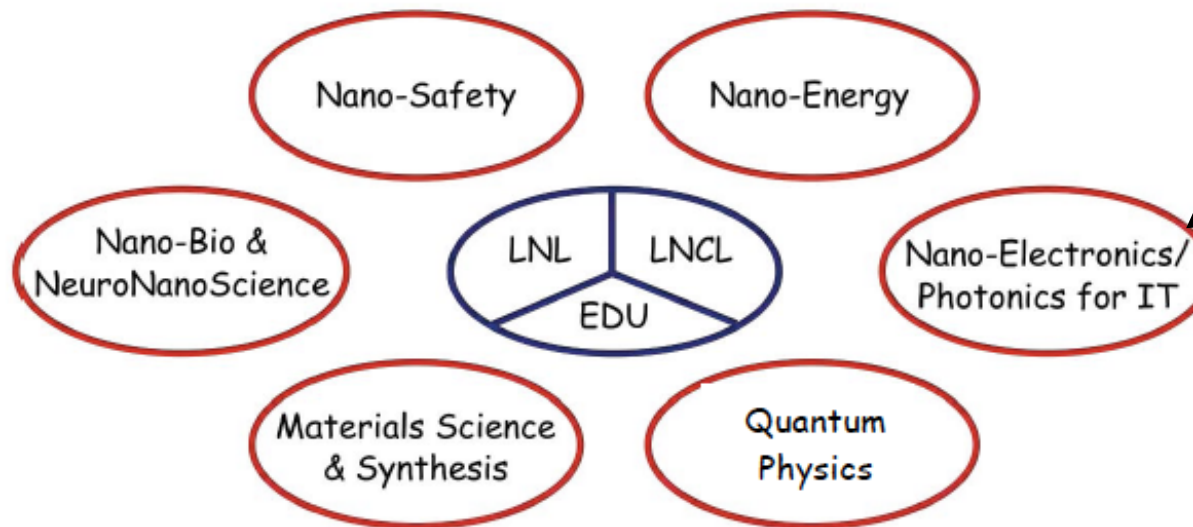 Nano-Safety
Nano-Energy
Nano-Bio &
NeuroNanoScience
LNL
LNCL
EDU
Nano-Electronics/
Photonics for IT
Materials Science
& Synthesis
Quantum
Physics